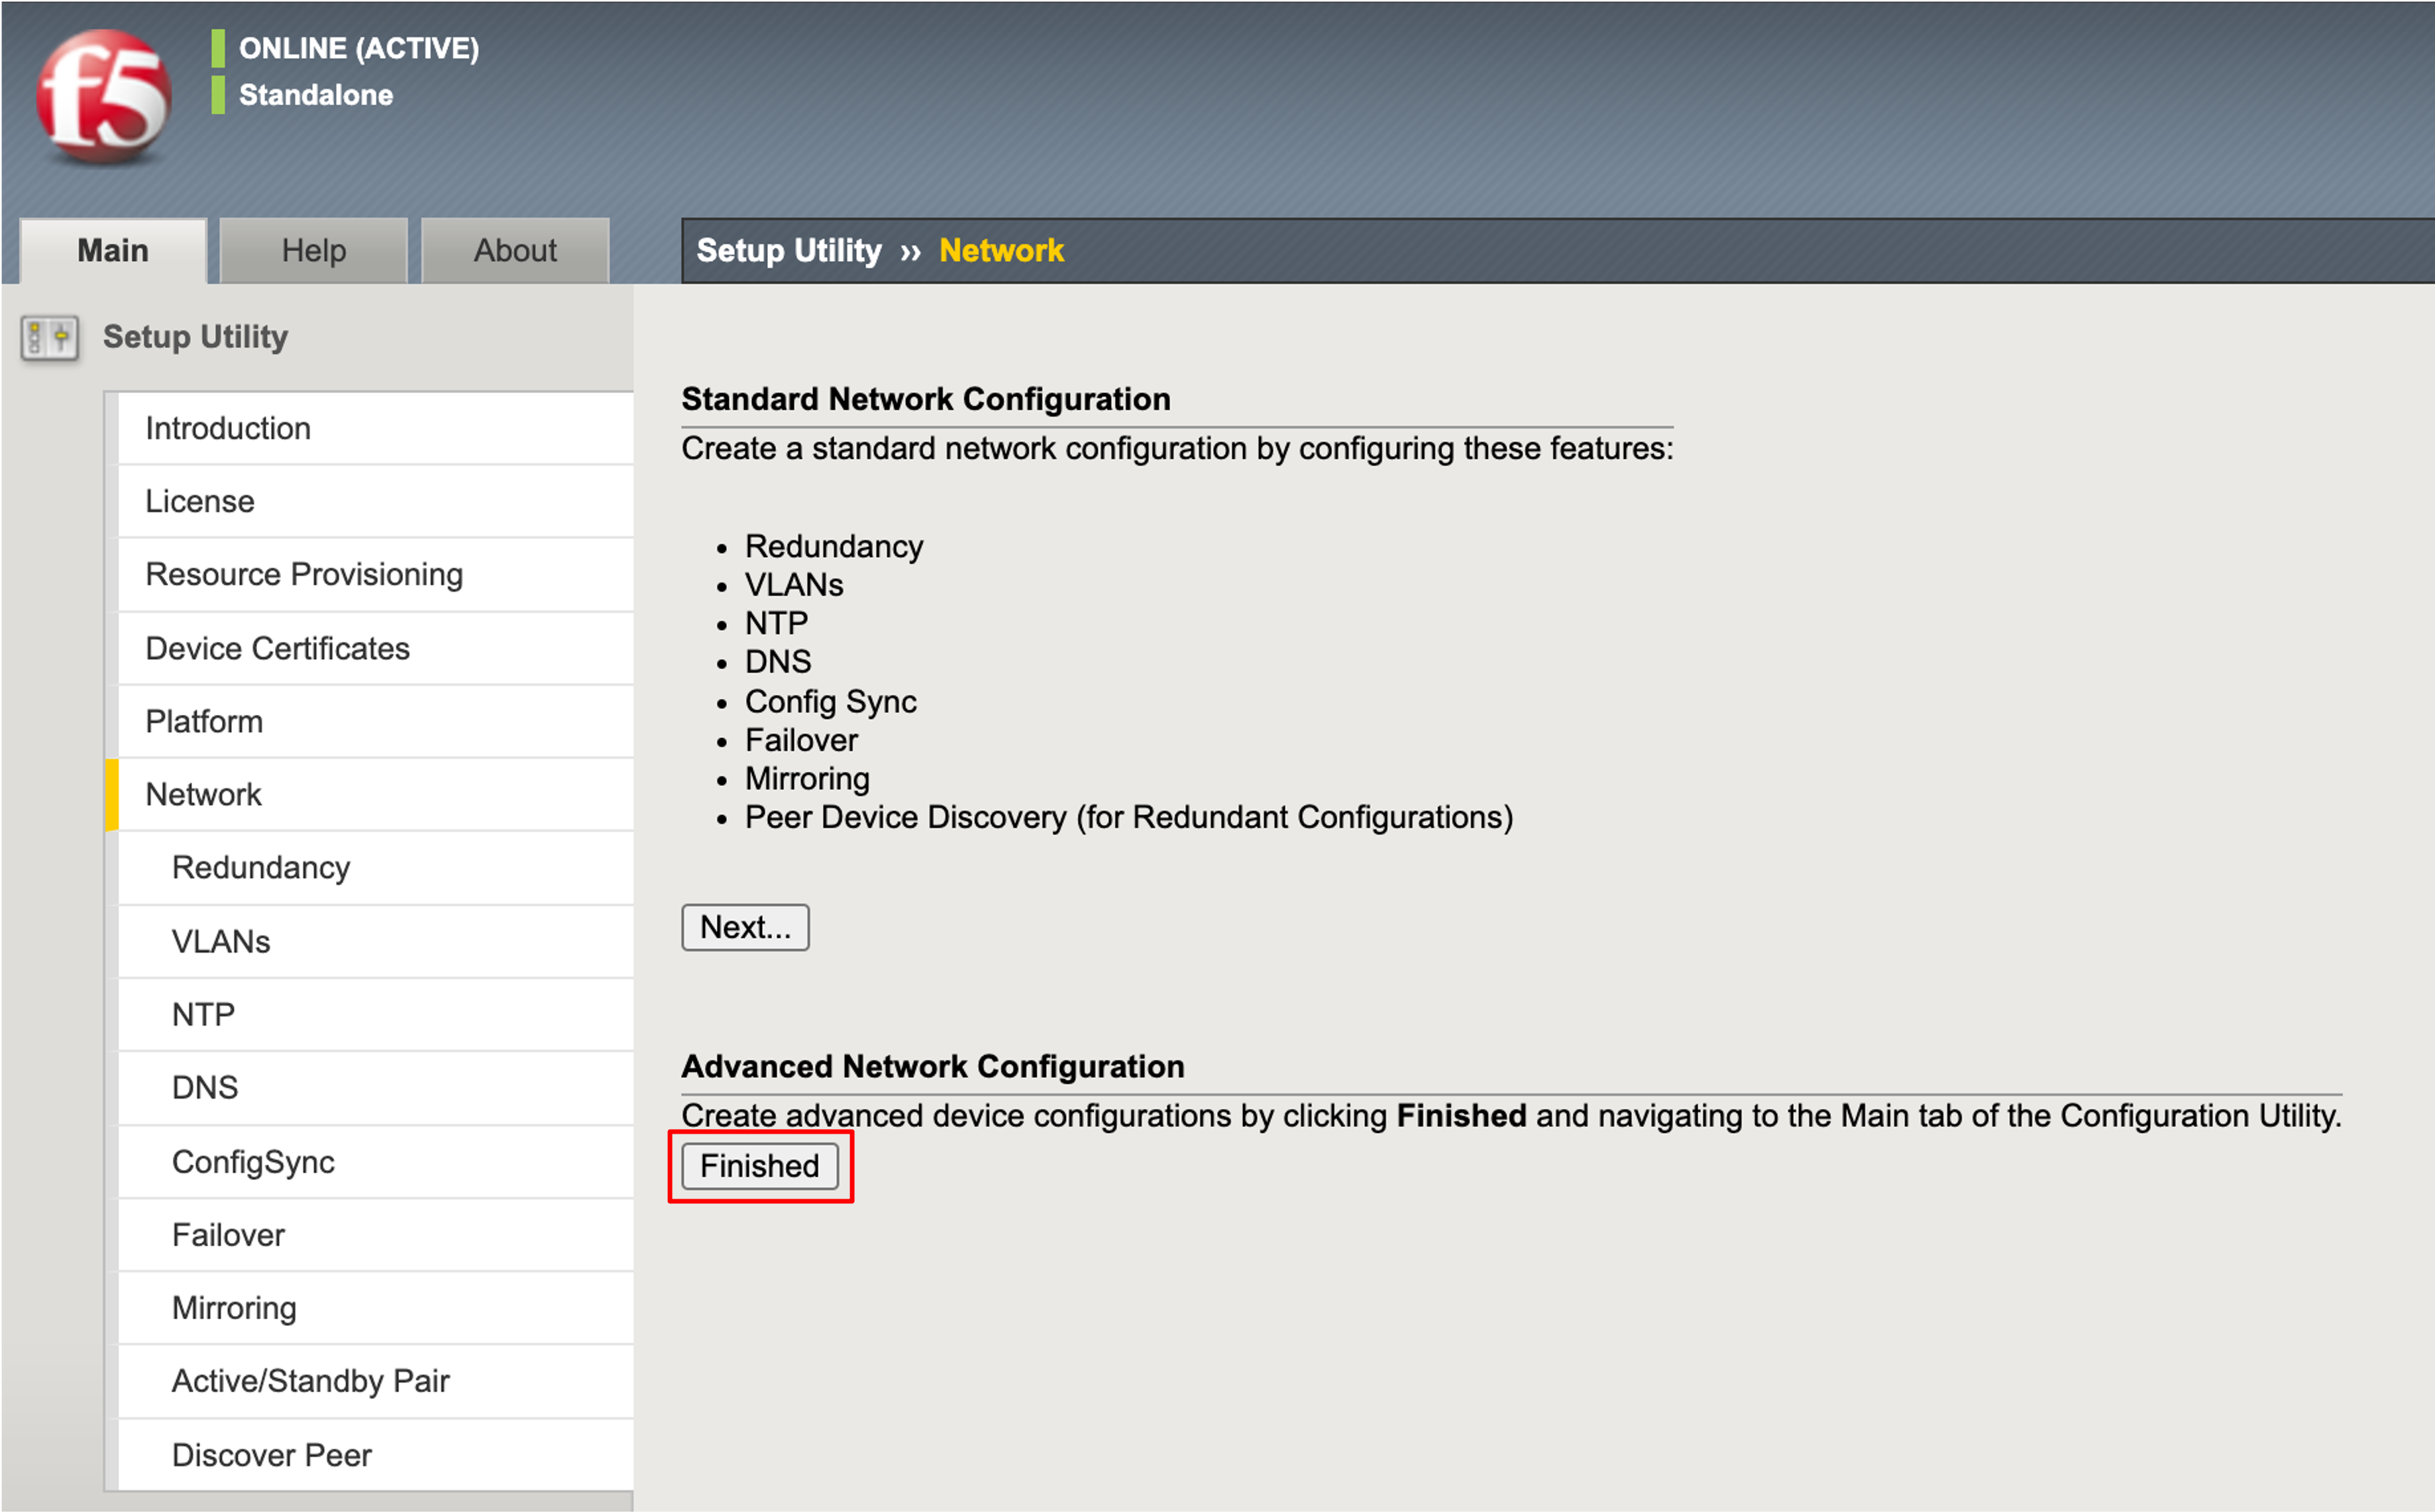 f5
ONLINE (ACTIVE)
Standalone
Main
Help
About
Setup Utility ›› Network
Setup Utility
Introduction
License
Resource Provisioning
Device Certificates
Platform
Network
Redundancy
VLANs
NTP
DNS
ConfigSync
Failover
Mirroring
Active/Standby Pair
Discover Peer
Standard Network Configuration
Create a standard network configuration by configuring these features:
• Redundancy
• VLANs
• NTP
• DNS
• Config Sync
• Failover
• Mirroring
• Peer Device Discovery (for Redundant Configurations)
Next...
Advanced Network Configuration
Create advanced device configurations by clicking Finished and navigating to the Main tab of the Configuration Utility.
Finished